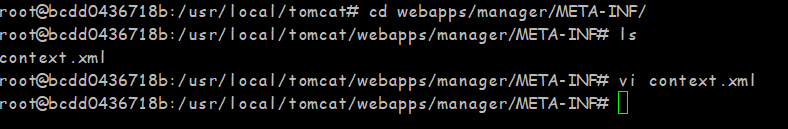 root@bcdd0436718b:/usr/local/tomcat# cd webapps/manager/META-INF/
root@bcdd0436718b:/usr/local/tomcat/webapps/manager/META-INF# ls
context.xml
root@bcdd0436718b:/usr/local/tomcat/webapps/manager/META-INF# vi context.xml
root@bcdd0436718b:/usr/local/tomcat/webapps/manager/META-INF#